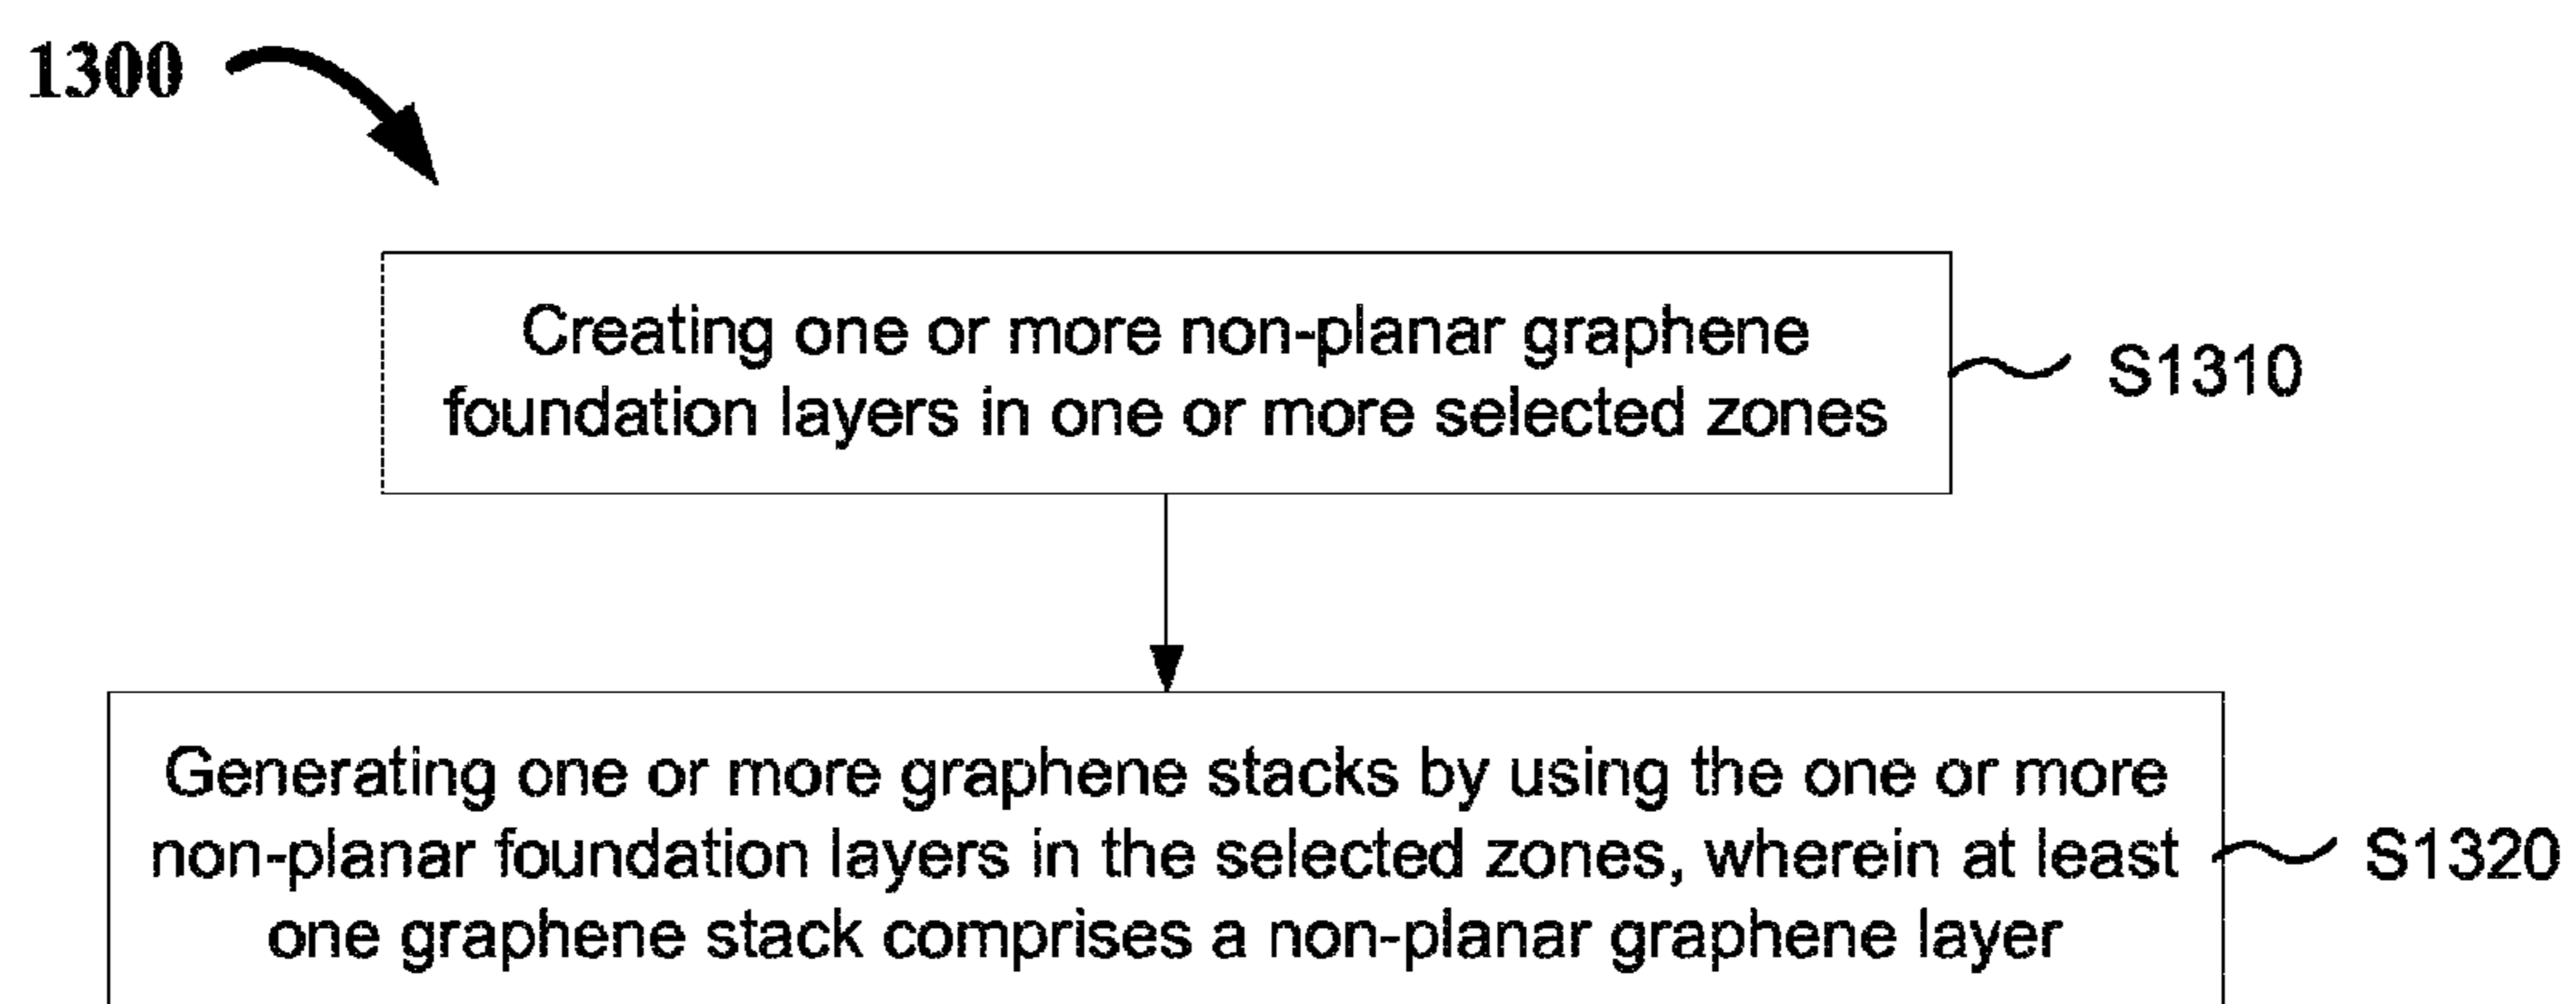 1300
Creating one or more non-planar graphene
foundation layers in one or more selected zones
S1310
Generating one or more graphene stacks by using the one or more
non-planar foundation layers in the selected zones, wherein at least
one graphene stack comprises a non-planar graphene layer
S1320